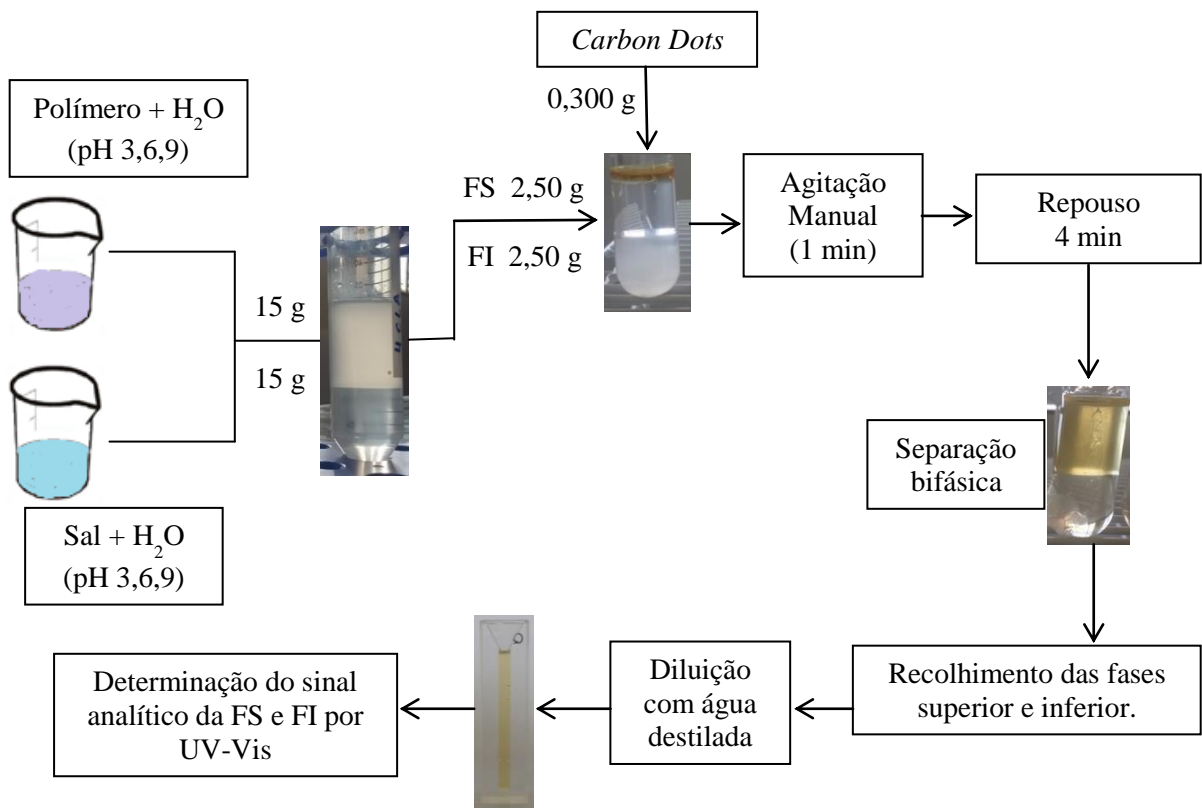 Carbon Dots
0,300 g
Polímero + H₂O
(pH 3,6,9)
FS 2,50 g
FI 2,50 g
Agitação
Manual
(1 min)
Repouso
4 min
15 g
15 g
Separação
bifásica
Sal + H₂O
(pH 3,6,9)
Determinação do sinal
analítico da FS e FI por
UV-Vis
Diluição
com água
destilada
Recolhimento das fases
superior e inferior.